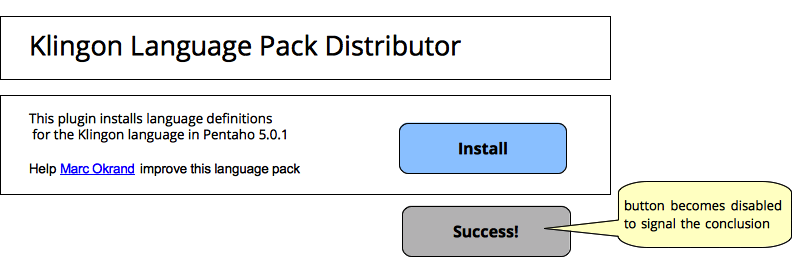 Klingon Language Pack Distributor
This plugin installs language definitions
for the Klingon language in Pentaho 5.0.1
Install
Help Marc Okrand improve this language pack
button becomes disabled
to signal the conclusion
Success!